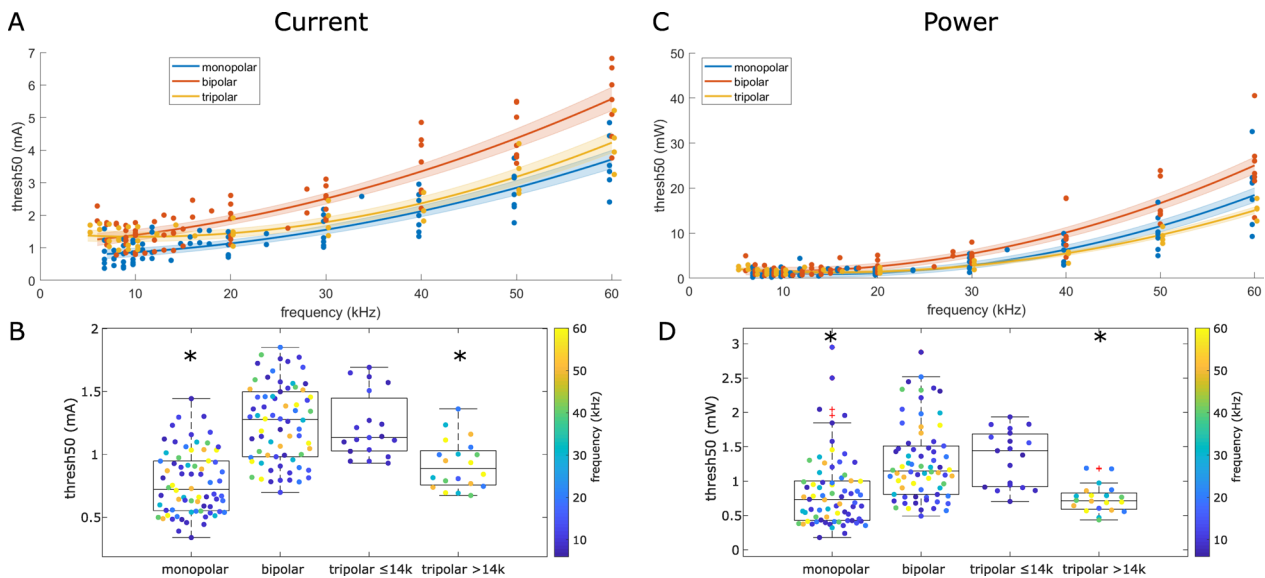 A
Current
7
6
5
4
3
2
1
0
thresh50 (mA)
monopolar
bipolar
tripolar
0 10 20 30 40 50 60
frequency (kHz)
C
Power
50
40
30
20
10
0
thresh50 (mW)
monopolar
bipolar
tripolar
0 10 20 30 40 50 60
frequency (kHz)
B
2
1.5
1
0.5
thresh50 (mA)
* *
monopolar bipolar tripolar ≤14k tripolar >14k
60
50
40
30
20
10
frequency (kHz)
D
3
2.5
2
1.5
1
0.5
0
thresh50 (mW)
* *
monopolar bipolar tripolar ≤14k tripolar >14k
60
50
40
30
20
10
frequency (kHz)